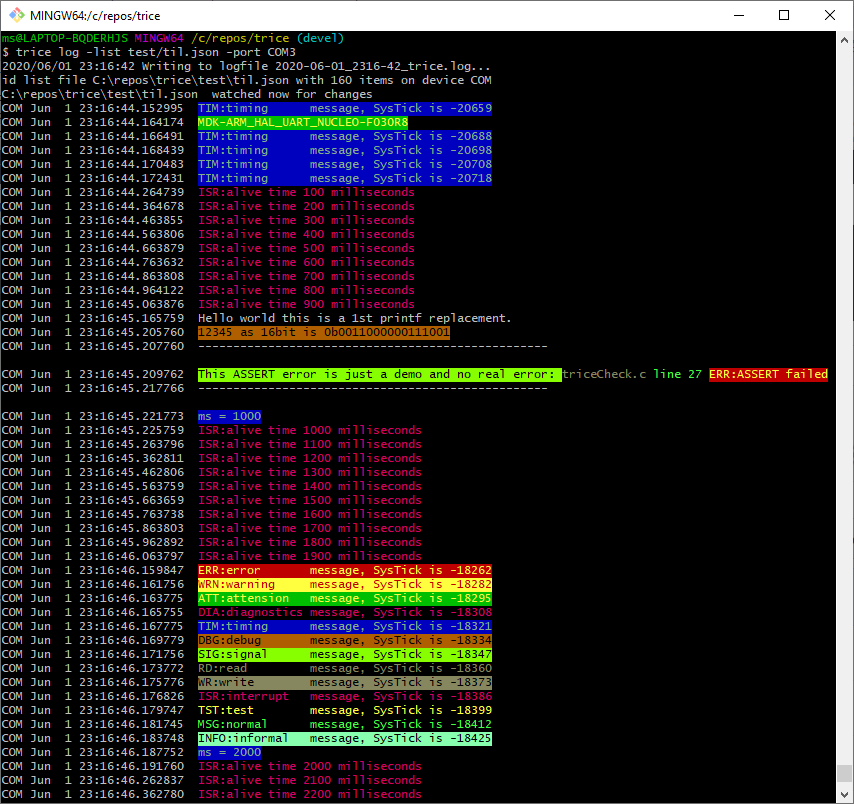 MINGW64:/c/repos/trice
ms@LAPTOP-BQDERHJS MINGW64 /c/repos/trice (devel)
$ trice log -list test/til.json -port COM3
2020/06/01 23:16:42 Writing to logfile 2020-06-01_2316-42_trice.log...
id list file C:\repos\trice\test\til.json with 160 items on device COM
C:\repos\trice\test\til.json  watched now for changes
COM Jun  1 23:16:44.152995  TIM:timing      message, SysTick is -20659
COM Jun  1 23:16:44.164174  MDK-ARM_HAL_UART_NUCLEO-F030R8
COM Jun  1 23:16:44.166491  TIM:timing      message, SysTick is -20688
COM Jun  1 23:16:44.168439  TIM:timing      message, SysTick is -20698
COM Jun  1 23:16:44.170483  TIM:timing      message, SysTick is -20708
COM Jun  1 23:16:44.172431  TIM:timing      message, SysTick is -20718
COM Jun  1 23:16:44.264739  ISR:alive time 100 milliseconds
COM Jun  1 23:16:44.364678  ISR:alive time 200 milliseconds
COM Jun  1 23:16:44.463855  ISR:alive time 300 milliseconds
COM Jun  1 23:16:44.563806  ISR:alive time 400 milliseconds
COM Jun  1 23:16:44.663879  ISR:alive time 500 milliseconds
COM Jun  1 23:16:44.763632  ISR:alive time 600 milliseconds
COM Jun  1 23:16:44.863808  ISR:alive time 700 milliseconds
COM Jun  1 23:16:44.964122  ISR:alive time 800 milliseconds
COM Jun  1 23:16:45.063876  ISR:alive time 900 milliseconds
COM Jun  1 23:16:45.165759  Hello world this is a 1st printf replacement.
COM Jun  1 23:16:45.205760  12345 as 16bit is 0b0011000000111001
COM Jun  1 23:16:45.207760  --------------------------------------------------
COM Jun  1 23:16:45.209762  This ASSERT error is just a demo and no real error: triceCheck.c line 27 ERR:ASSERT failed
COM Jun  1 23:16:45.217766  --------------------------------------------------
COM Jun  1 23:16:45.221773  ms = 1000
COM Jun  1 23:16:45.225759  ISR:alive time 1000 milliseconds
COM Jun  1 23:16:45.263796  ISR:alive time 1100 milliseconds
COM Jun  1 23:16:45.362811  ISR:alive time 1200 milliseconds
COM Jun  1 23:16:45.462806  ISR:alive time 1300 milliseconds
COM Jun  1 23:16:45.563759  ISR:alive time 1400 milliseconds
COM Jun  1 23:16:45.663659  ISR:alive time 1500 milliseconds
COM Jun  1 23:16:45.763738  ISR:alive time 1600 milliseconds
COM Jun  1 23:16:45.863803  ISR:alive time 1700 milliseconds
COM Jun  1 23:16:45.962892  ISR:alive time 1800 milliseconds
COM Jun  1 23:16:46.063797  ISR:alive time 1900 milliseconds
COM Jun  1 23:16:46.159847  ERR:error       message, SysTick is -18262
COM Jun  1 23:16:46.161756  WRN:warning     message, SysTick is -18282
COM Jun  1 23:16:46.163775  ATT:attension   message, SysTick is -18295
COM Jun  1 23:16:46.165755  DIA:diagnostics message, SysTick is -18308
COM Jun  1 23:16:46.167775  TIM:timing      message, SysTick is -18321
COM Jun  1 23:16:46.169779  DBG:debug       message, SysTick is -18334
COM Jun  1 23:16:46.171756  SIG:signal      message, SysTick is -18347
COM Jun  1 23:16:46.173772  RD:read         message, SysTick is -18360
COM Jun  1 23:16:46.175776  WR:write        message, SysTick is -18373
COM Jun  1 23:16:46.176826  ISR:interrupt   message, SysTick is -18386
COM Jun  1 23:16:46.179747  TST:test        message, SysTick is -18399
COM Jun  1 23:16:46.181745  MSG:normal      message, SysTick is -18412
COM Jun  1 23:16:46.183748  INFO:informal   message, SysTick is -18425
COM Jun  1 23:16:46.187752  ms = 2000
COM Jun  1 23:16:46.191760  ISR:alive time 2000 milliseconds
COM Jun  1 23:16:46.262837  ISR:alive time 2100 milliseconds
COM Jun  1 23:16:46.362780  ISR:alive time 2200 milliseconds